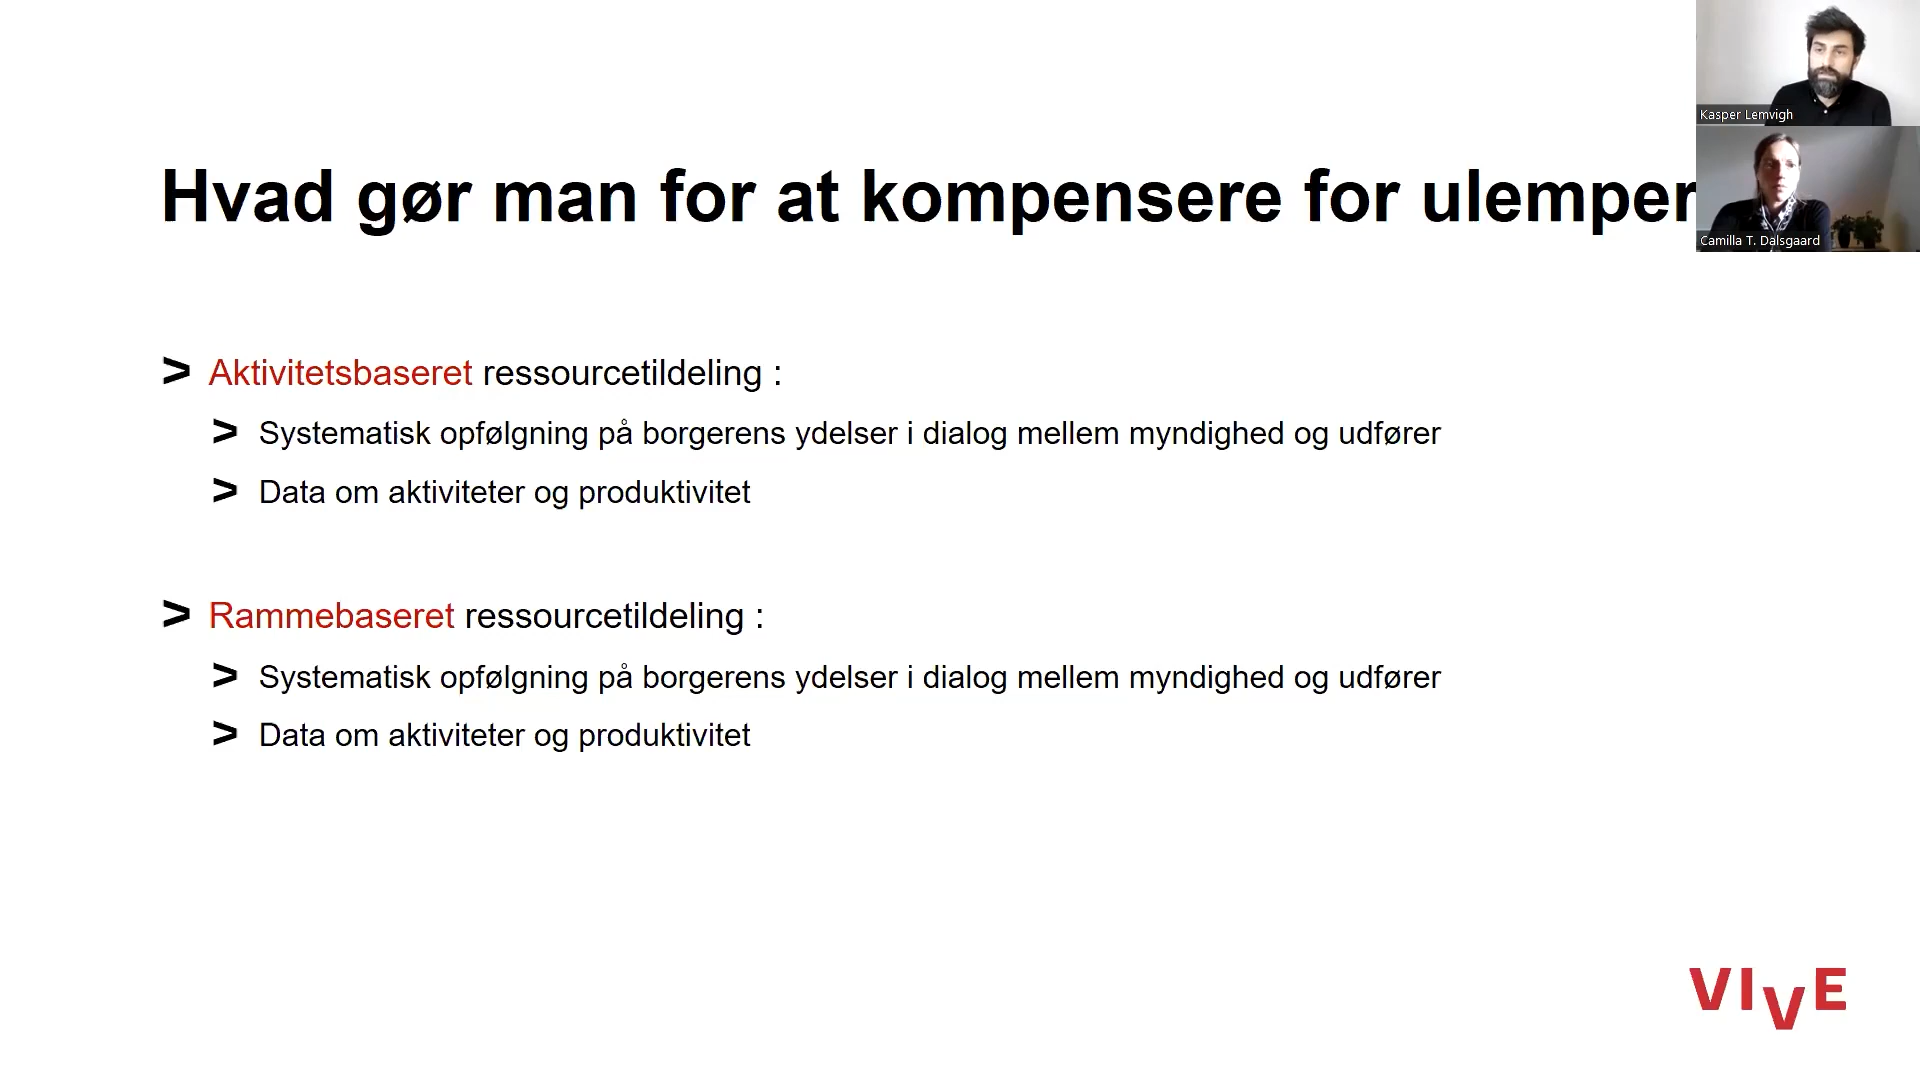 Hvad gør man for at kompensere for ulemper
> Aktivitetsbaseret ressourcetildeling :
> Systematisk opfølgning på borgerens ydelser i dialog mellem myndighed og udfører
> Data om aktiviteter og produktivitet
> Rammebaseret ressourcetildeling :
> Systematisk opfølgning på borgerens ydelser i dialog mellem myndighed og udfører
> Data om aktiviteter og produktivitet
Kasper Lemvigh
Camilla T. Dalsgaard
VIVE